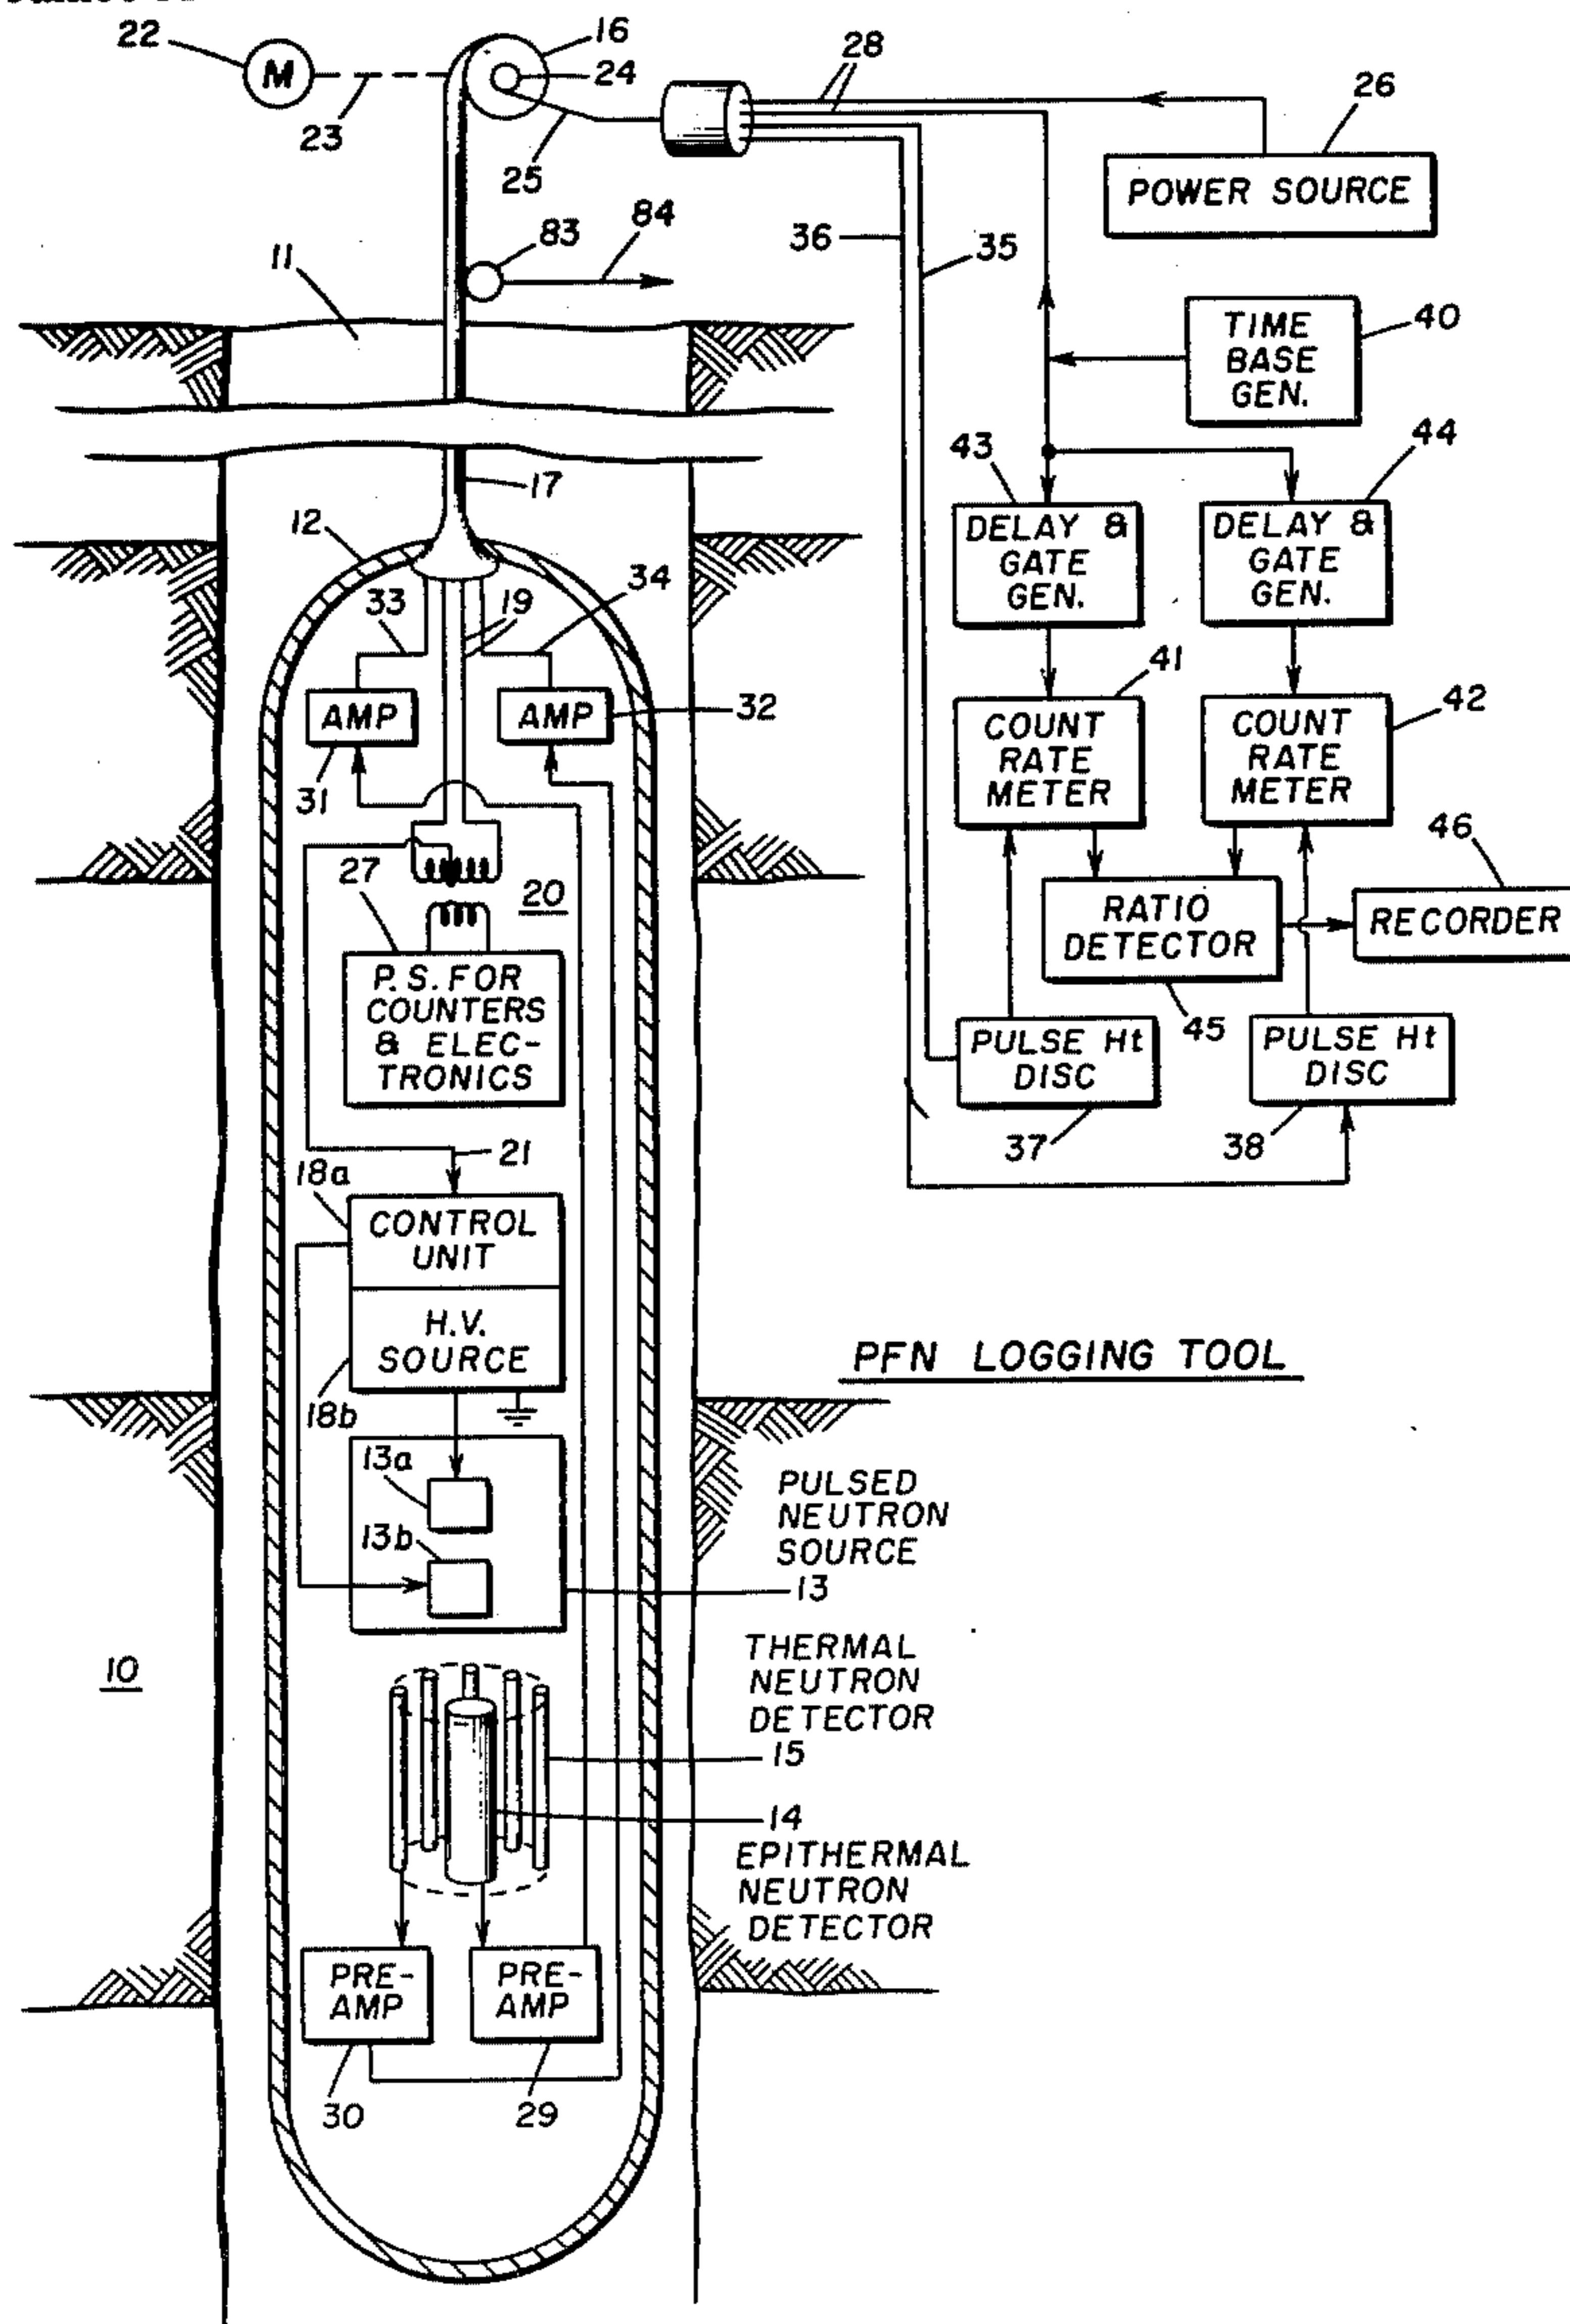 22
M
23
16
24
25
28
26
POWER SOURCE
83
84
36
35
11
TIME
BASE
GEN.
40
43
44
17
12
DELAY &
GATE
GEN.
DELAY &
GATE
GEN.
33
19
34
41
42
AMP
AMP
32
31
COUNT
RATE
METER
COUNT
RATE
METER
46
27
20
RATIO
DETECTOR
RECORDER
45
P. S. FOR
COUNTERS
& ELEC-
TRONICS
PULSE Ht
DISC
PULSE Ht
DISC
37
38
21
18a
CONTROL
UNIT
H.V.
SOURCE
18b
PFN LOGGING TOOL
13a
13b
PULSED
NEUTRON
SOURCE
13
10
THERMAL
NEUTRON
DETECTOR
15
14
EPITHERMAL
NEUTRON
DETECTOR
PRE-
AMP
PRE-
AMP
30
29